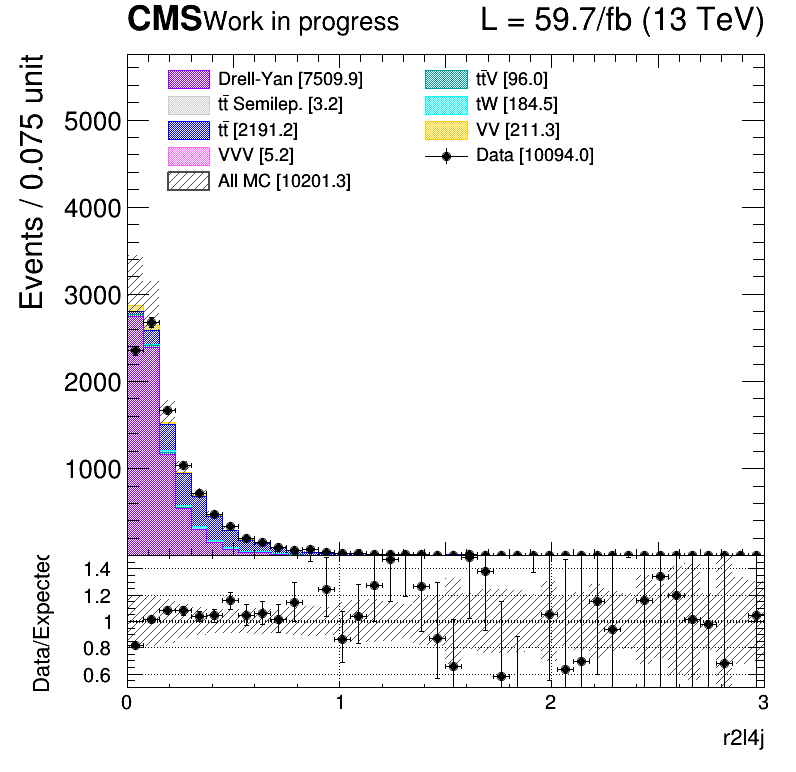 CMS Work in progress L = 59.7/fb (13 TeV)
Events / 0.075 unit
Drell-Yan [7509.9]
tt̄ Semilep. [3.2]
tt̄ [2191.2]
VVV [5.2]
All MC [10201.3]
tt̄V [96.0]
tW [184.5]
VV [211.3]
Data [10094.0]
5000
4000
3000
2000
1000
Data/Expected
1.4
1.2
1
0.8
0.6
0 1 2 3
r2l4j